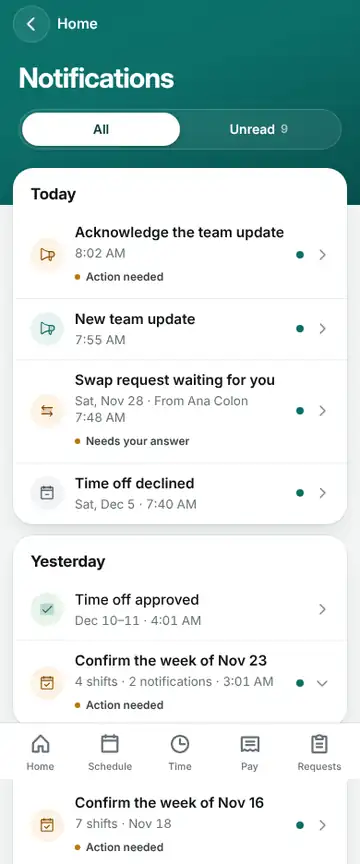 Home
Notifications
All
Unread 9
Today
Acknowledge the team update
8:02 AM
Action needed
New team update
7:55 AM
Swap request waiting for you
Sat, Nov 28 · From Ana Colon
7:48 AM
Needs your answer
Time off declined
Sat, Dec 5 · 7:40 AM
Yesterday
Time off approved
Dec 10–11 · 4:01 AM
Confirm the week of Nov 23
4 shifts · 2 notifications · 3:01 AM
Action needed
Home
Schedule
Time
Pay
Requests
Confirm the week of Nov 16
7 shifts · Nov 18
Action needed